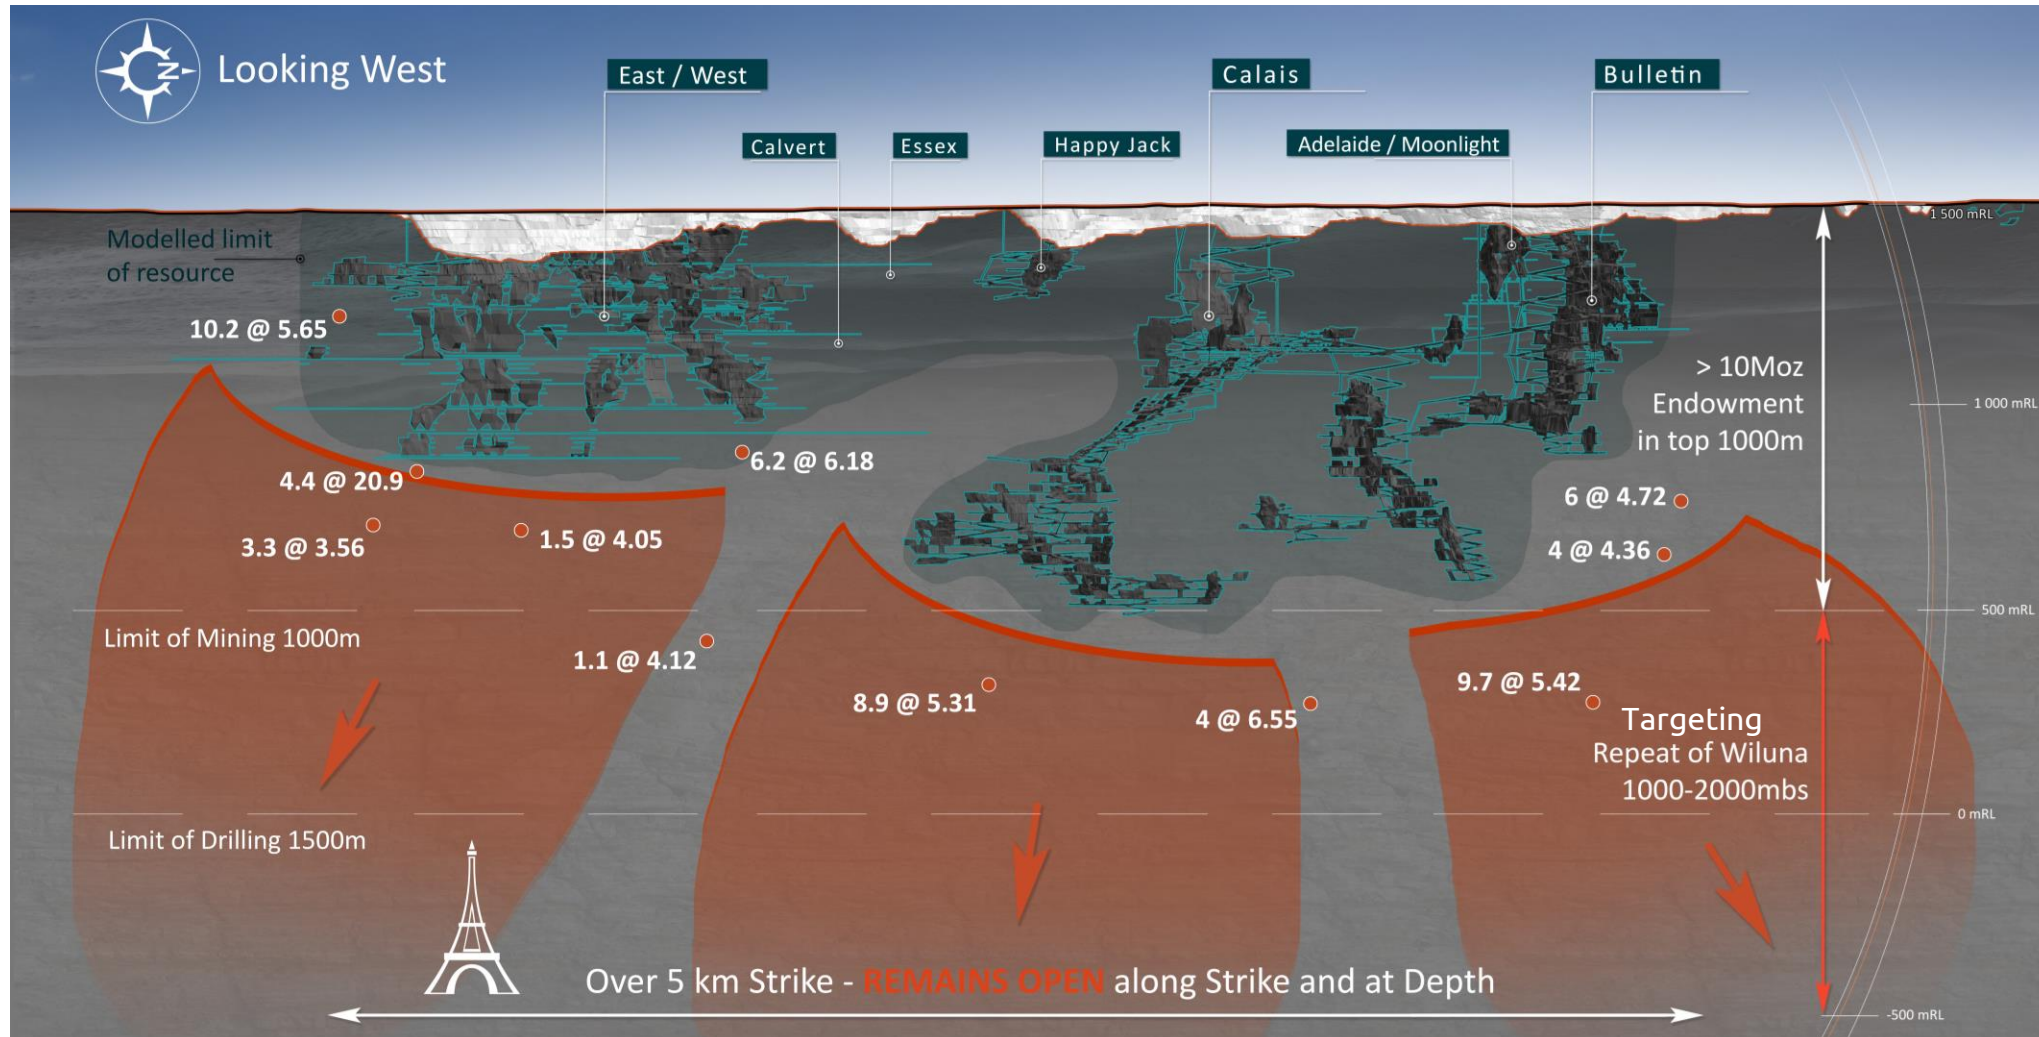 N
Looking West
East / West
Calais
Bulletin
Calvert
Essex
Happy Jack
Adelaide / Moonlight
1 500 mRL
Modelled limit
of resource
10.2 @ 5.65
> 10Moz
Endowment
in top 1000m
1 000 mRL
6.2 @ 6.18
4.4 @ 20.9
6 @ 4.72
3.3 @ 3.56
1.5 @ 4.05
4 @ 4.36
500 mRL
Limit of Mining 1000m
1.1 @ 4.12
8.9 @ 5.31
4 @ 6.55
9.7 @ 5.42
Targeting
Repeat of Wiluna
1000-2000mbs
0 mRL
Limit of Drilling 1500m
Over 5 km Strike - REMAINS OPEN along Strike and at Depth
-500 mRL